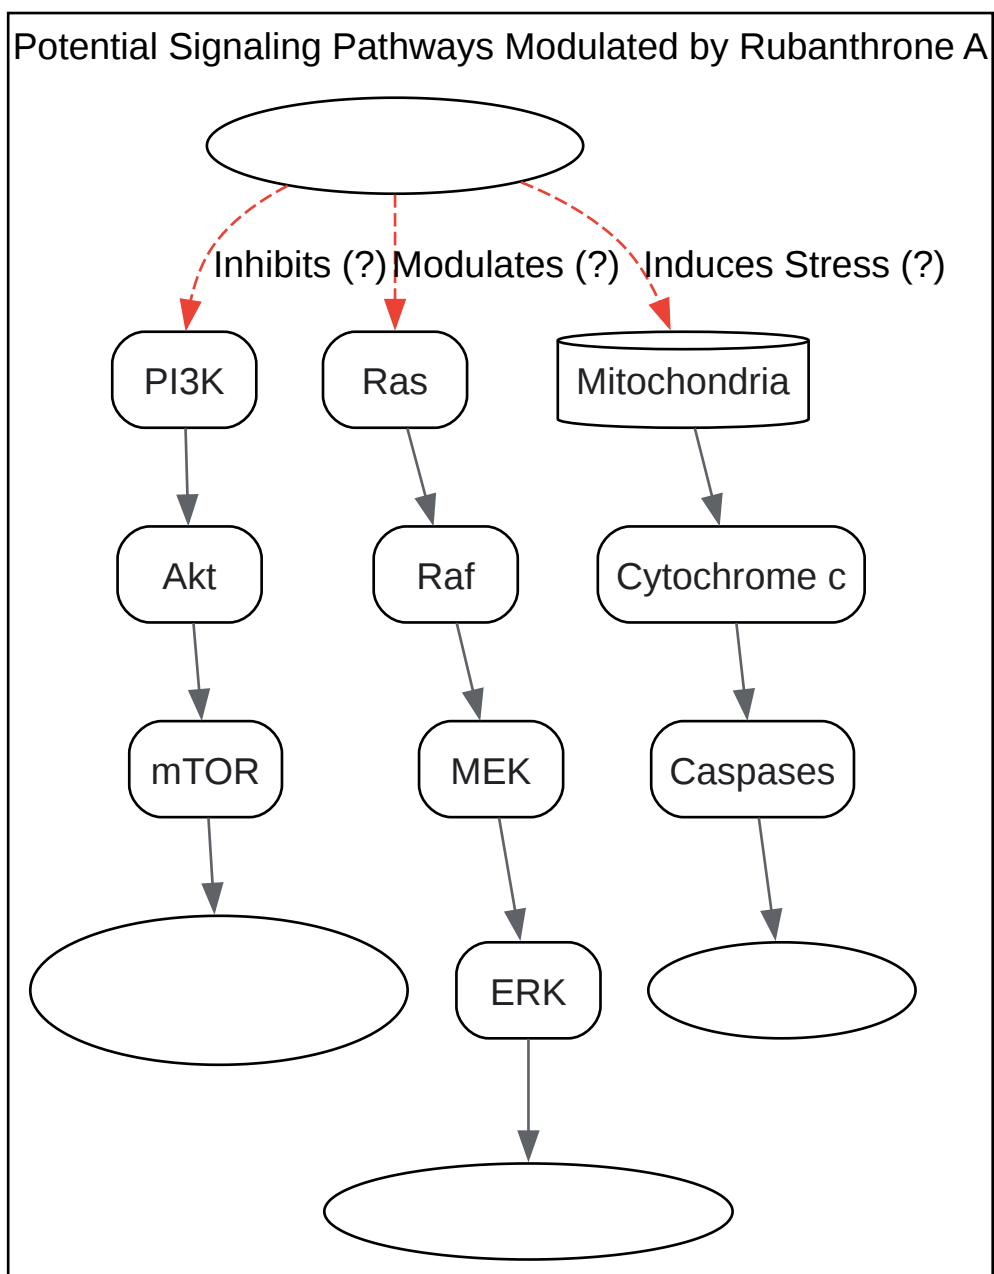 Potential Signaling Pathways Modulated by Rubanthrone A
Inhibits (?)
Modulates (?)
Induces Stress (?)
PI3K
Ras
Mitochondria
Akt
Raf
Cytochrome c
mTOR
MEK
Caspases
ERK